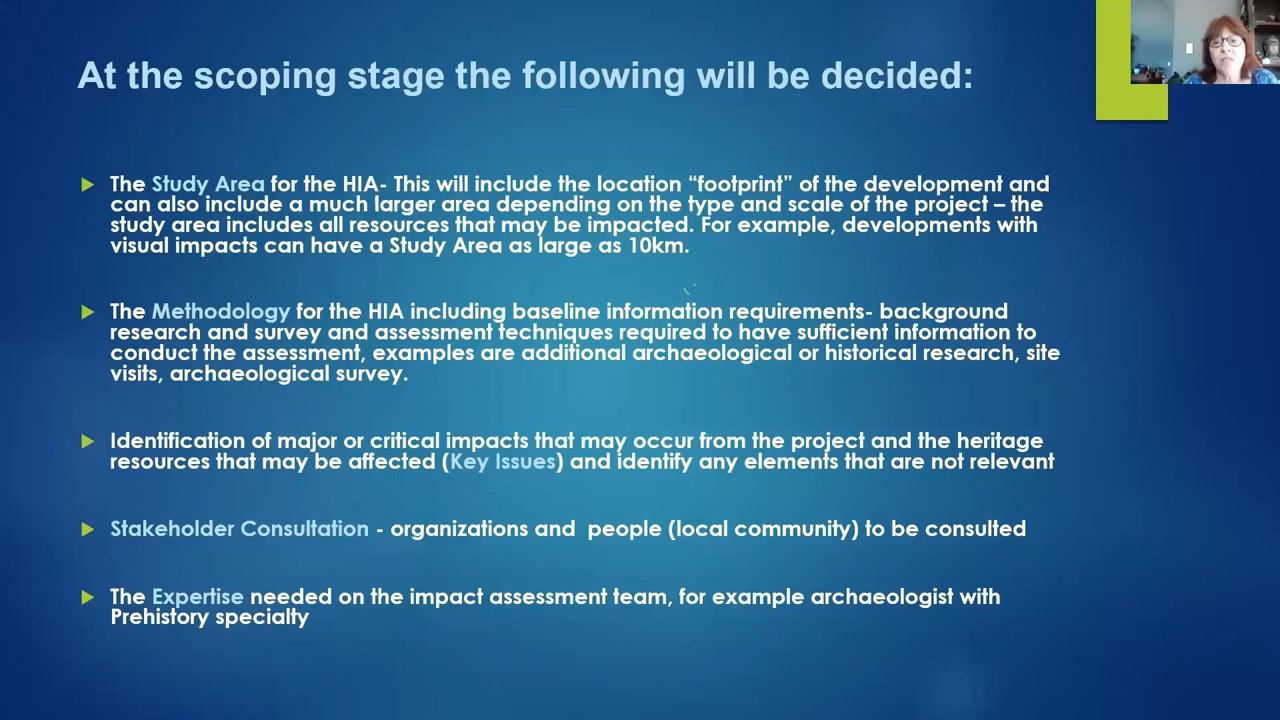 At the scoping stage the following will be decided:
The Study Area for the HIA- This will include the location “footprint” of the development and
can also include a much larger area depending on the type and scale of the project – the
study area includes all resources that may be impacted. For example, developments with
visual impacts can have a Study Area as large as 10km.
The Methodology for the HIA including baseline information requirements- background
research and survey and assessment techniques required to have sufficient information to
conduct the assessment, examples are additional archaeological or historical research, site
visits, archaeological survey.
Identification of major or critical impacts that may occur from the project and the heritage
resources that may be affected (Key Issues) and identify any elements that are not relevant
Stakeholder Consultation - organizations and  people (local community) to be consulted
The Expertise needed on the impact assessment team, for example archaeologist with
Prehistory specialty